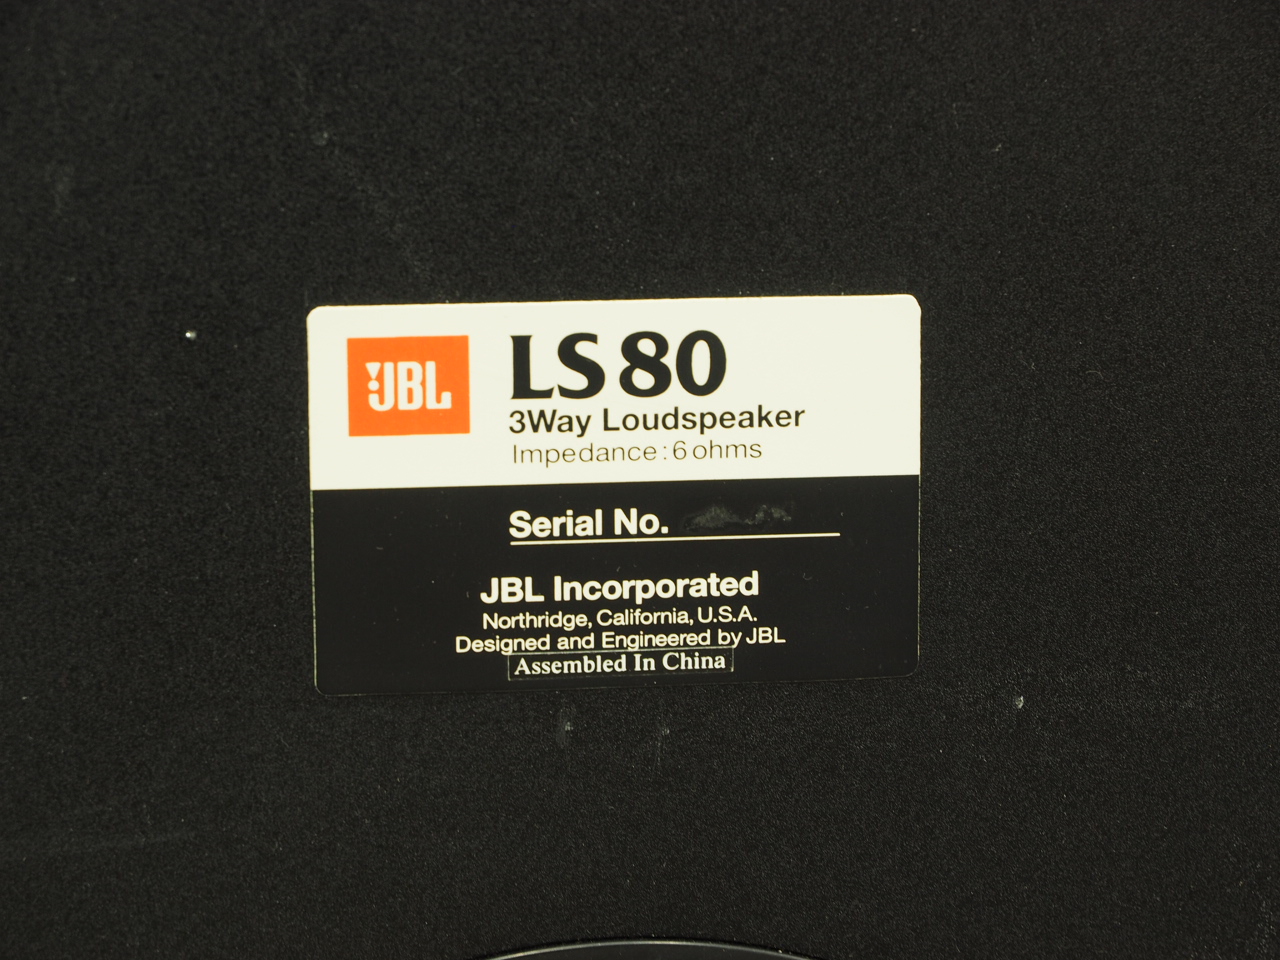 JBL
LS80
3Way Loudspeaker
Impedance:6ohms
Serial No.
JBL Incorporated
Northridge, California, U.S.A.
Designed and Engineered by JBL
Assembled In China